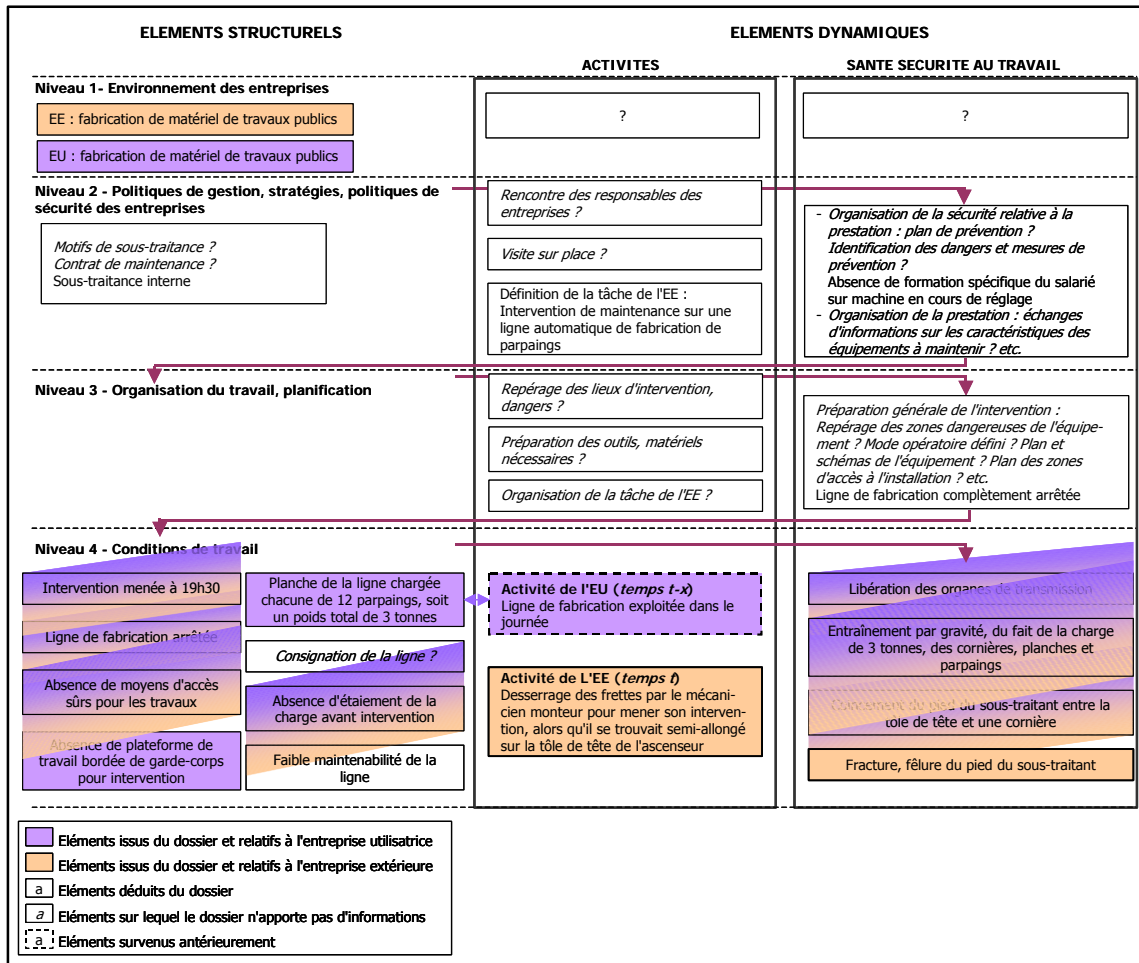 ELEMENTS STRUCTURELS
ELEMENTS DYNAMIQUES
ACTIVITES
SANTE SECURITE AU TRAVAIL
Niveau 1- Environnement des entreprises
EE : fabrication de matériel de travaux publics
EU : fabrication de matériel de travaux publics
?
?
Niveau 2 - Politiques de gestion, stratégies, politiques de
sécurité des entreprises
Motifs de sous-traitance ?
Contrat de maintenance ?
Sous-traitance interne
Rencontre des responsables des
entreprises ?
Visite sur place ?
Définition de la tâche de l'EE :
Intervention de maintenance sur une
ligne automatique de fabrication de
parpaings
- Organisation de la sécurité relative à la
prestation : plan de prévention ?
Identification des dangers et mesures de
prévention ?
Absence de formation spécifique du salarié
sur machine en cours de réglage
- Organisation de la prestation : échanges
d'informations sur les caractéristiques des
équipements à maintenir ? etc.
Niveau 3 - Organisation du travail, planification
Repérage des lieux d'intervention,
dangers ?
Préparation des outils, matériels
nécessaires ?
Organisation de la tâche de l'EE ?
Préparation générale de l'intervention :
Repérage des zones dangereuses de l'équipe-
ment ? Mode opératoire défini ? Plan et
schémas de l'équipement ? Plan des zones
d'accès à l'installation ? etc.
Ligne de fabrication complètement arrêtée
Niveau 4 - Conditions de travail
Intervention menée à 19h30
Ligne de fabrication arrêtée
Absence de moyens d'accès
sûrs pour les travaux
Absence de plateforme de
travail bordée de garde-corps
pour intervention
Planche de la ligne chargée
chacune de 12 parpaings, soit
un poids total de 3 tonnes
Consignation de la ligne ?
Absence d'étaiement de la
charge avant intervention
Faible maintenabilité de la
ligne
Activité de l'EU (temps t-x)
Ligne de fabrication exploitée dans le
journée
Activité de L'EE (temps t)
Desserrage des frettes par le mécani-
cien monteur pour mener son interven-
tion, alors qu'il se trouvait semi-allongé
sur la tôle de tête de l'ascenseur
Libération des organes de transmission
Entraînement par gravité, du fait de la charge
de 3 tonnes, des cornières, planches et
parpaings
Coincement du pied du sous-traitant entre la
tôle de tête et une cornière
Fracture, fêlure du pied du sous-traitant
Eléments issus du dossier et relatifs à l'entreprise utilisatrice
Eléments issus du dossier et relatifs à l'entreprise extérieure
a Eléments déduits du dossier
a Eléments sur lequel le dossier n'apporte pas d'informations
a Eléments survenus antérieurement